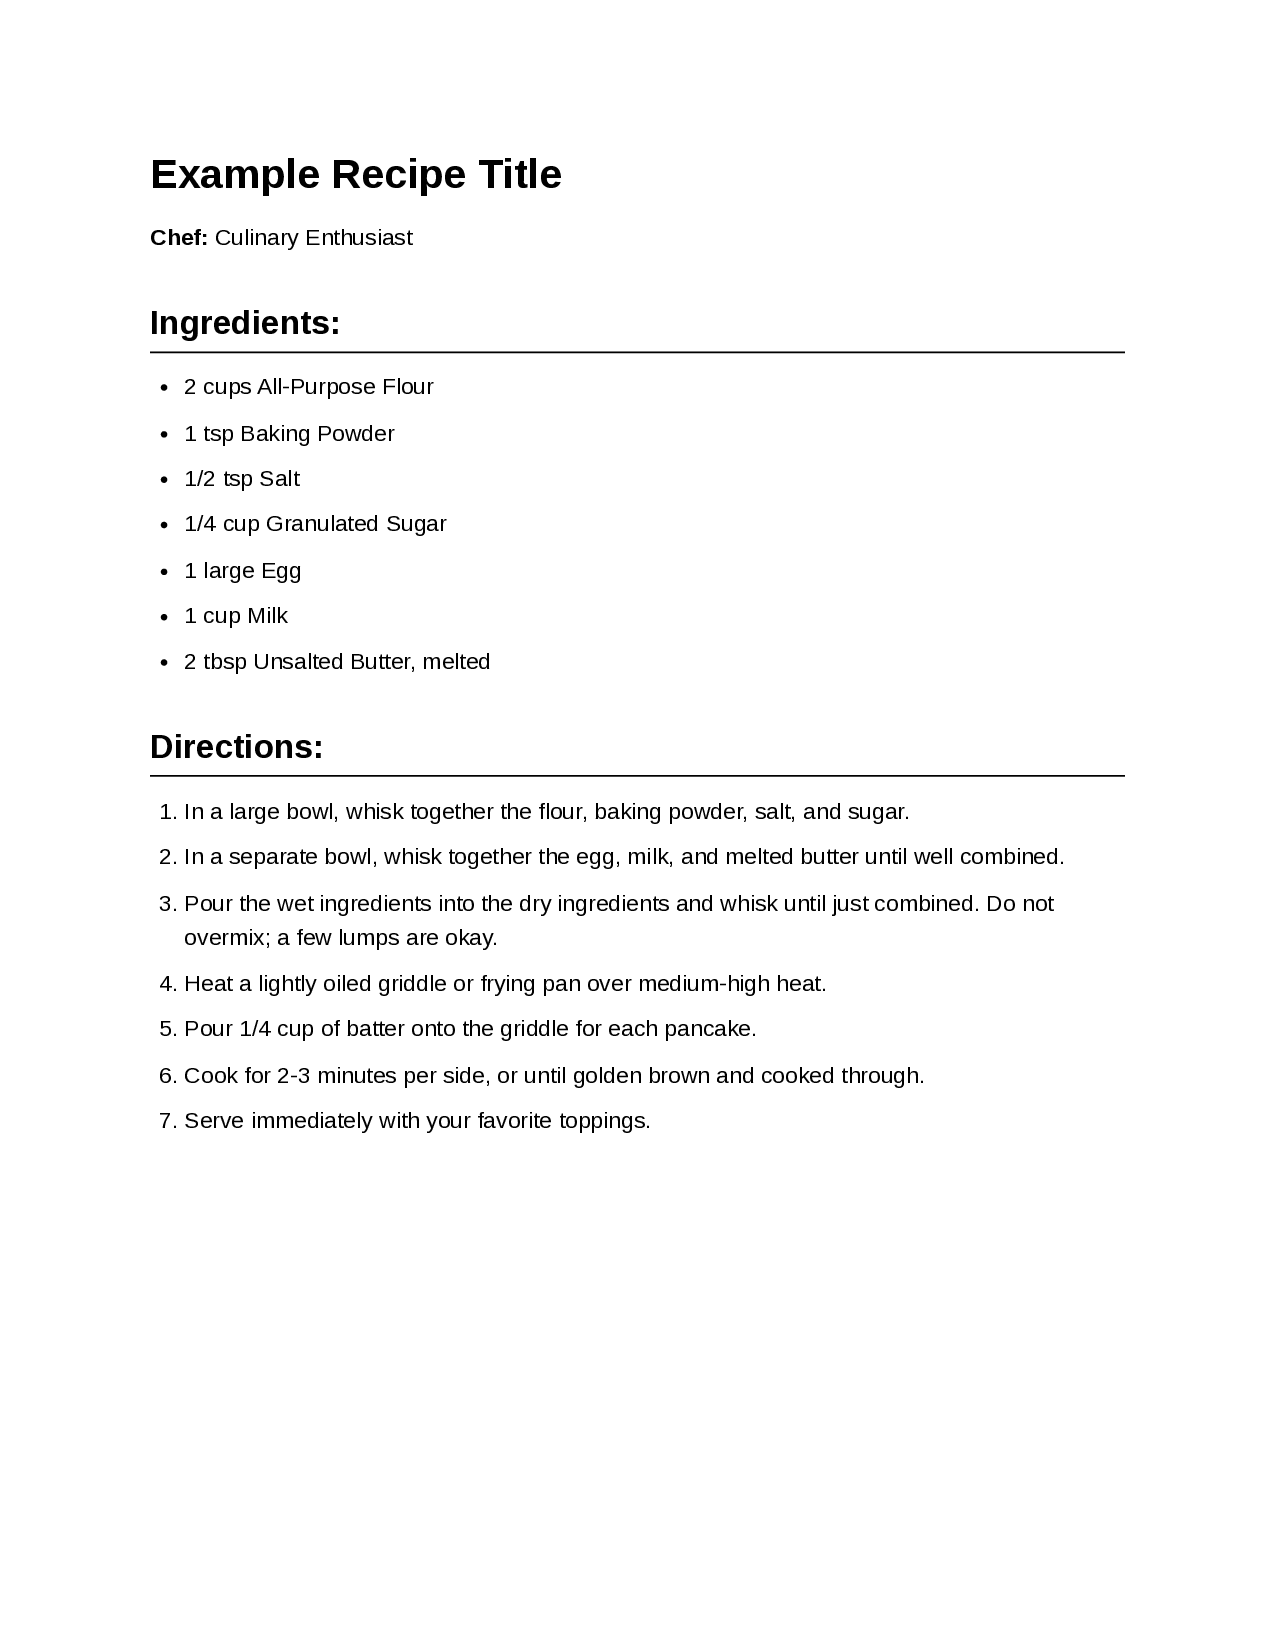 Example Recipe Title
Chef: Culinary Enthusiast
Ingredients:
• 2 cups All-Purpose Flour
• 1 tsp Baking Powder
• 1/2 tsp Salt
• 1/4 cup Granulated Sugar
• 1 large Egg
• 1 cup Milk
• 2 tbsp Unsalted Butter, melted
Directions:
1. In a large bowl, whisk together the flour, baking powder, salt, and sugar.
2. In a separate bowl, whisk together the egg, milk, and melted butter until well combined.
3. Pour the wet ingredients into the dry ingredients and whisk until just combined. Do not
overmix; a few lumps are okay.
4. Heat a lightly oiled griddle or frying pan over medium-high heat.
5. Pour 1/4 cup of batter onto the griddle for each pancake.
6. Cook for 2-3 minutes per side, or until golden brown and cooked through.
7. Serve immediately with your favorite toppings.